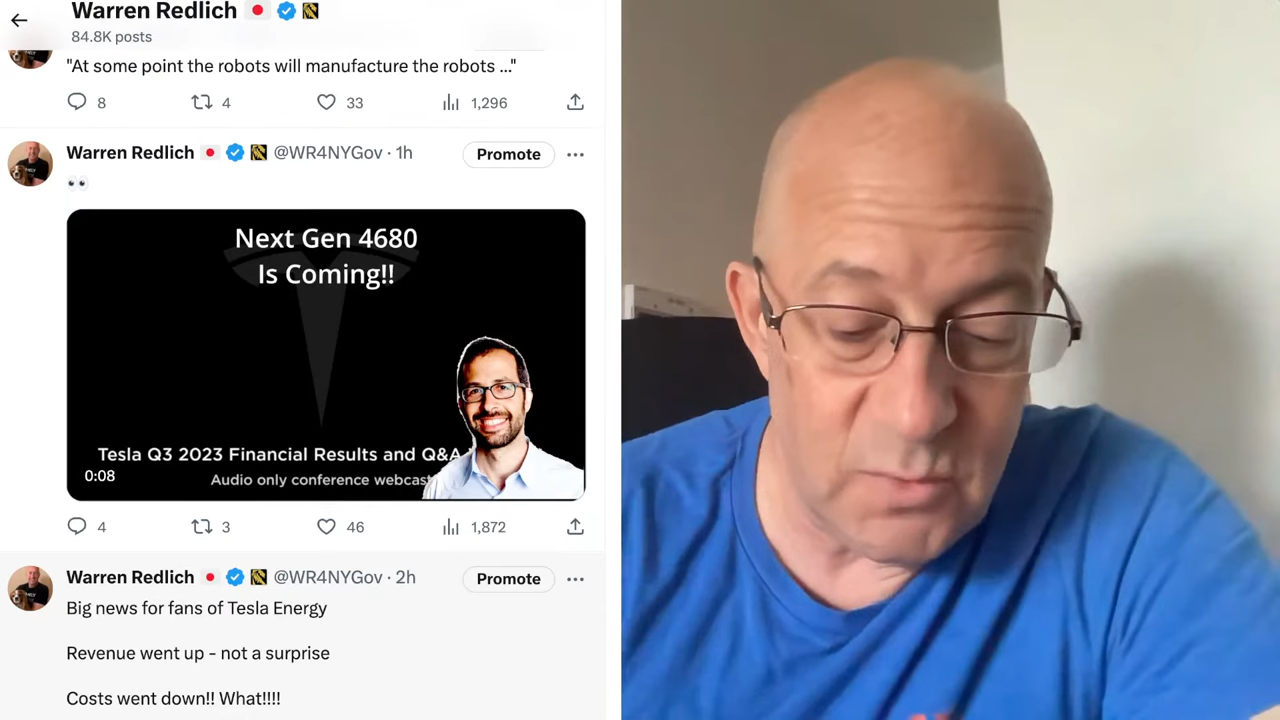 Warren Redlich
84.8K posts
"At some point the robots will manufacture the robots ..."
8 4 33 1,296
Warren Redlich @WR4NYGov · 1h
Promote
👀
Next Gen 4680
Is Coming!!
Tesla Q3 2023 Financial Results and Q&A
Audio only conference webcast
0:08
4 3 46 1,872
Warren Redlich @WR4NYGov · 2h
Promote
Big news for fans of Tesla Energy
Revenue went up - not a surprise
Costs went down!! What!!!!